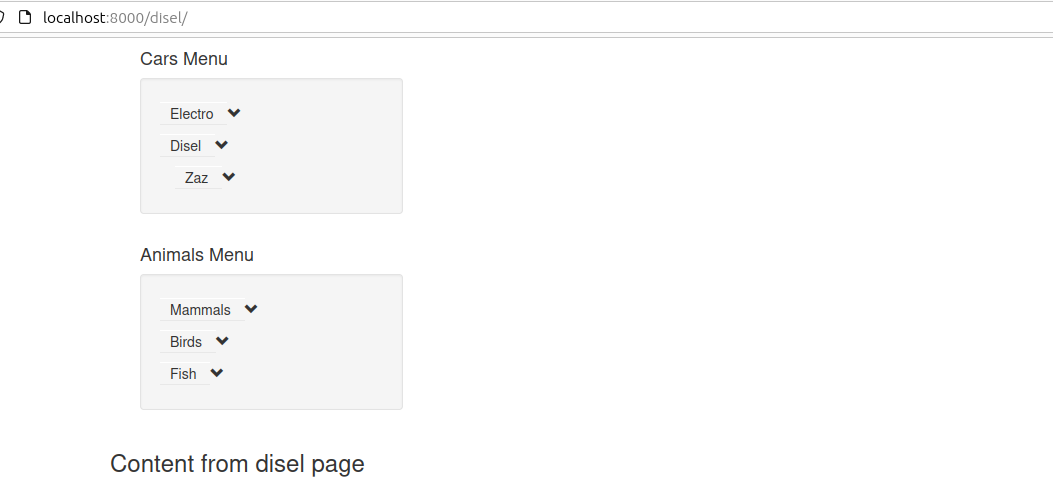 localhost:8000/disel/
Cars Menu
Electro
Disel
Zaz
Animals Menu
Mammals
Birds
Fish
Content from disel page